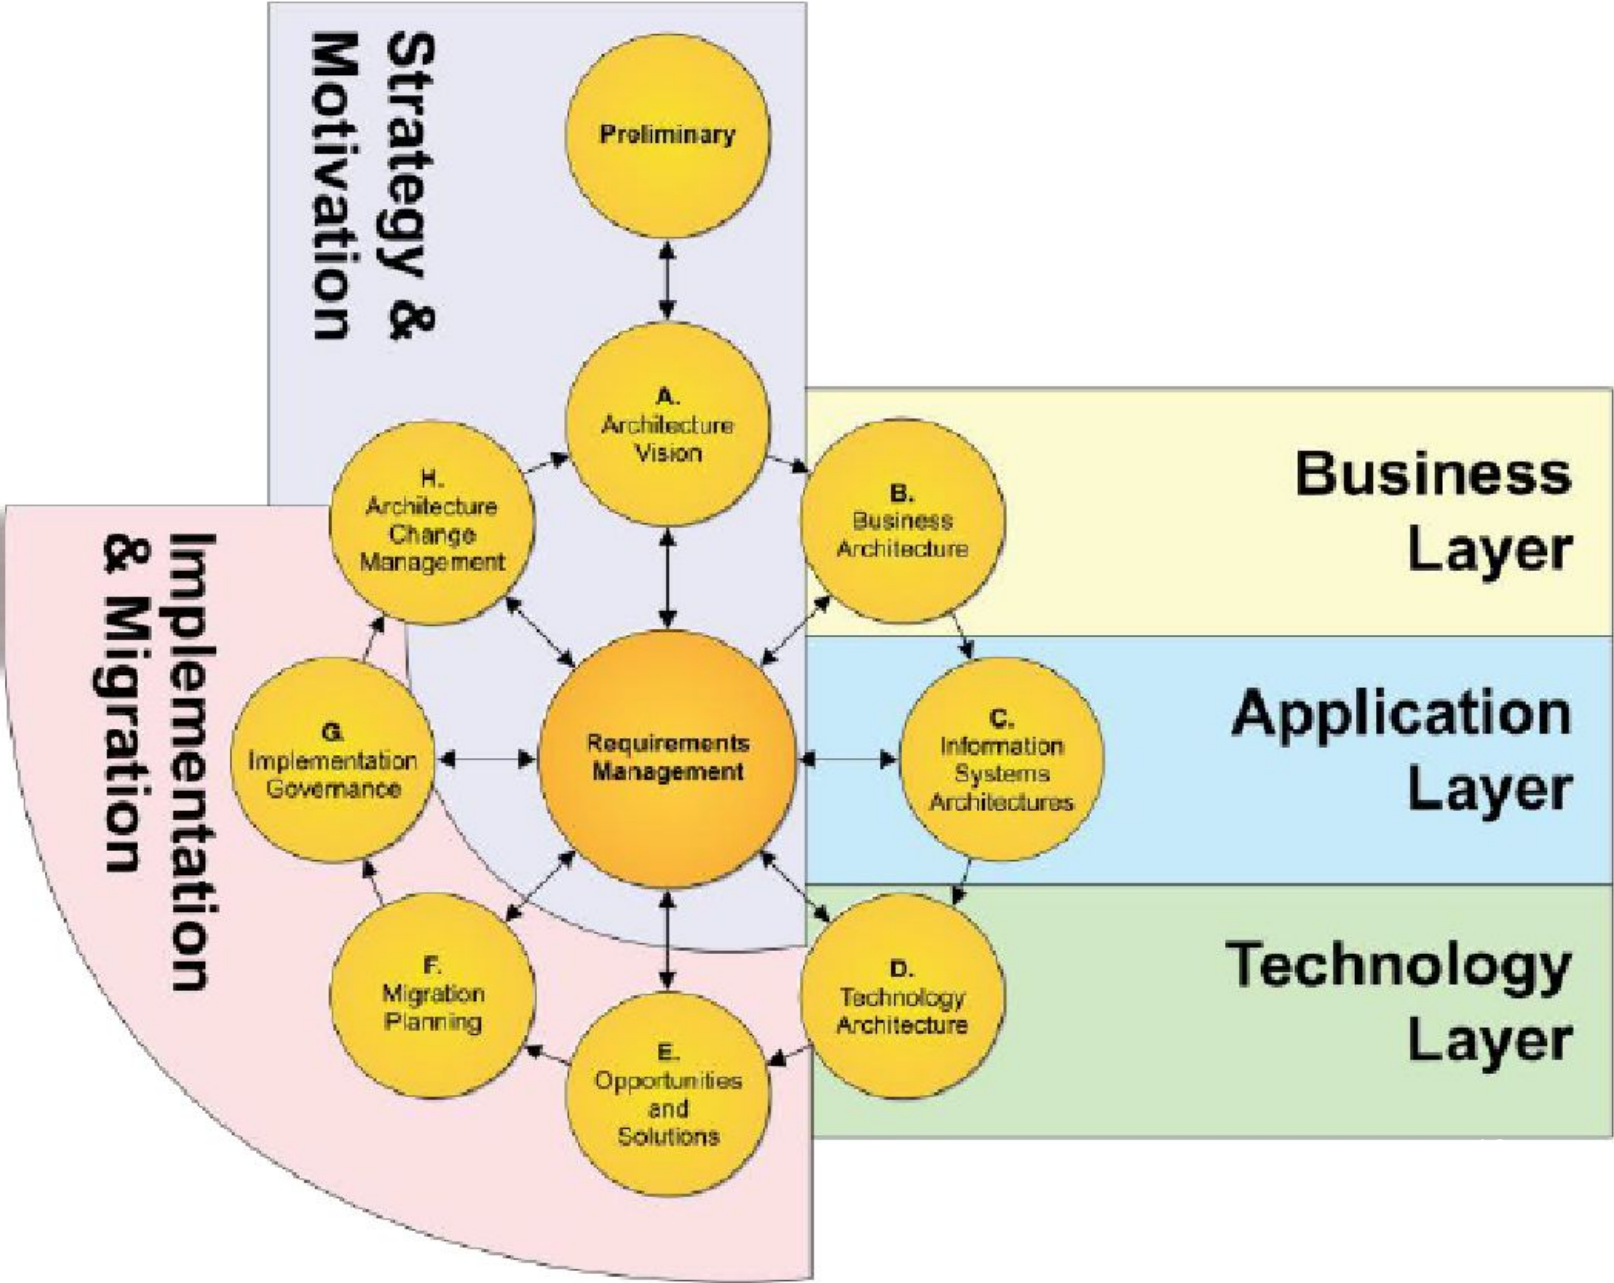 Strategy &
Motivation
Preliminary
A.
Architecture
Vision
H.
Architecture
Change
Management
B.
Business
Architecture
Business
Layer
Implementation
& Migration
G.
Implementation
Governance
Requirements
Management
C.
Information
Systems
Architectures
Application
Layer
F.
Migration
Planning
E.
Opportunities
and
Solutions
D.
Technology
Architecture
Technology
Layer